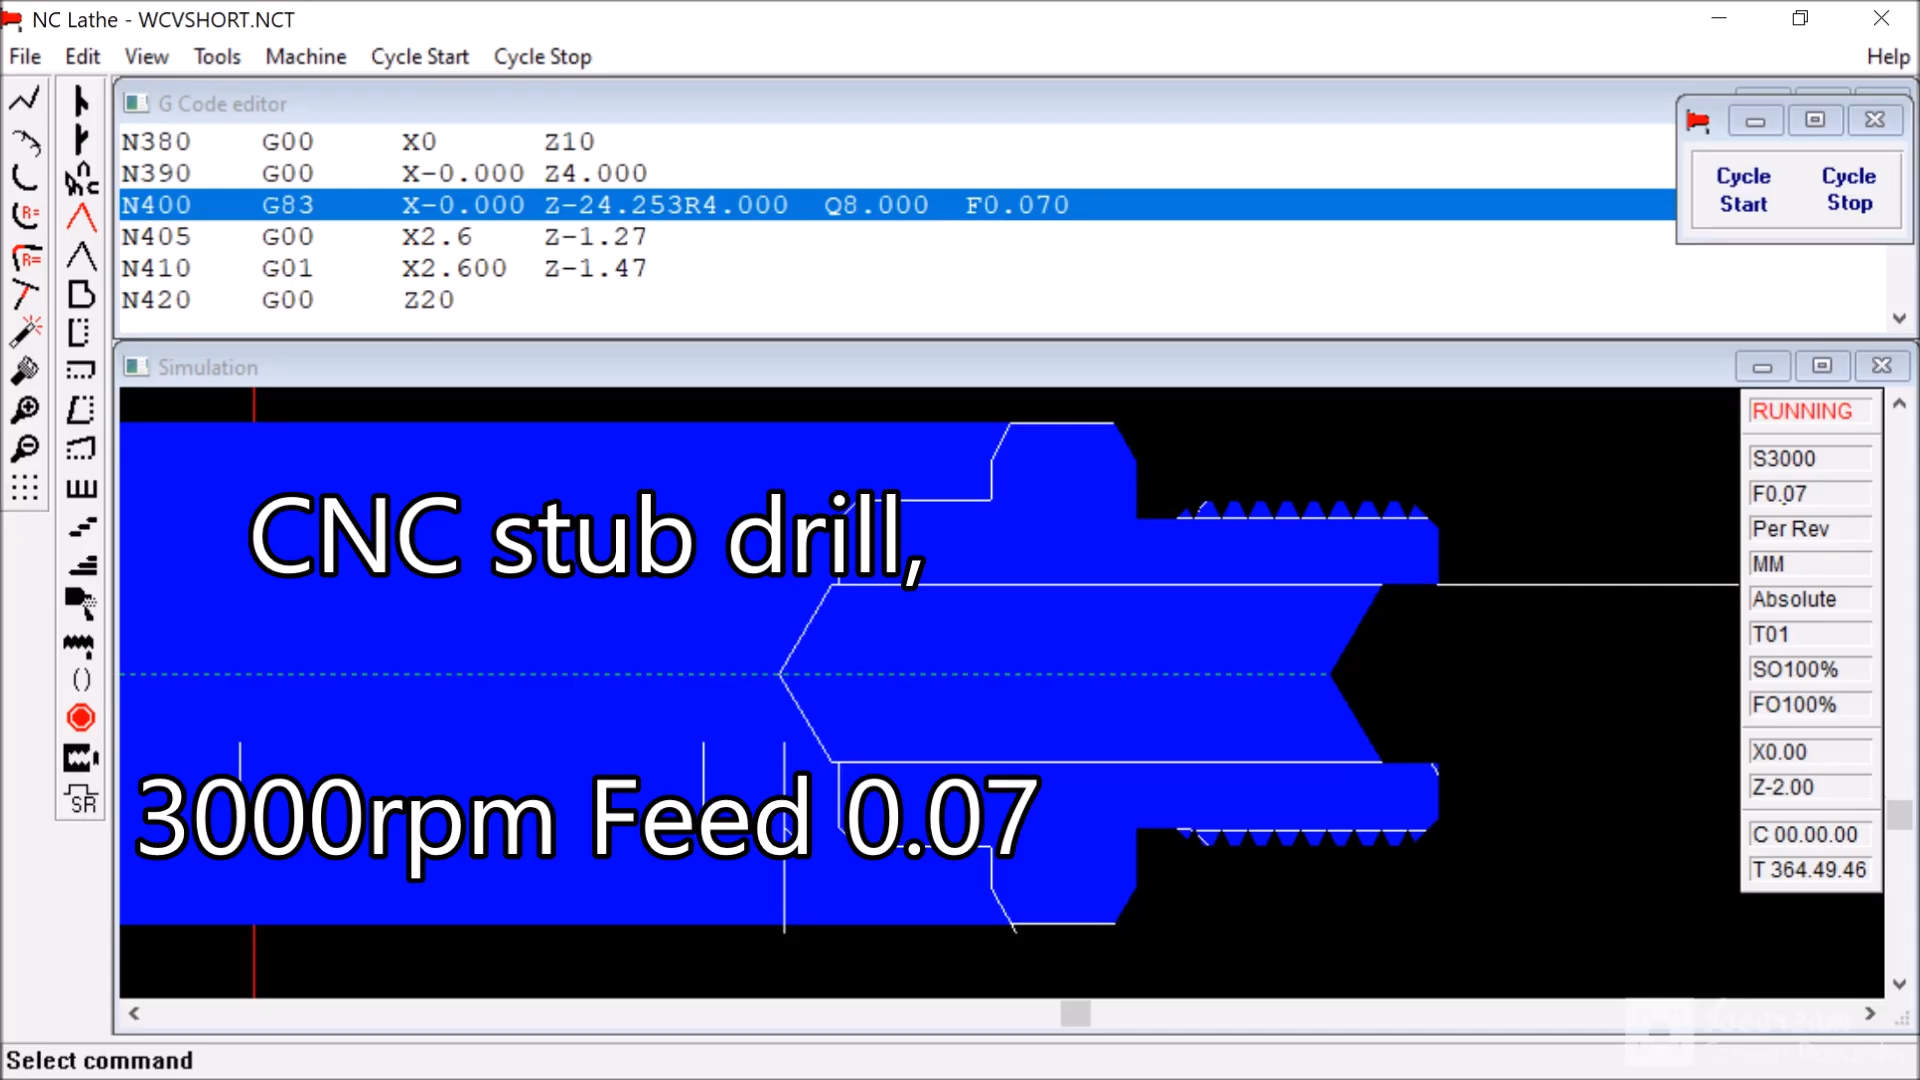 NC Lathe - WCVSHORT.NCT
File Edit View Tools Machine Cycle Start Cycle Stop Help
G Code editor
N380 G00 X0 Z10
N390 G00 X-0.000 Z4.000
N400 G83 X-0.000 Z-24.253R4.000 Q8.000 F0.070
N405 G00 X2.6 Z-1.27
N410 G01 X2.600 Z-1.47
N420 G00 Z20
Cycle Start
Cycle Stop
R=
R=
Simulation
CNC stub drill,
3000rpm Feed 0.07
RUNNING
S3000
F0.07
Per Rev
MM
Absolute
T01
SO100%
FO100%
X0.00
Z-2.00
C 00.00.00
T 364.49.46
()
SR
Select command